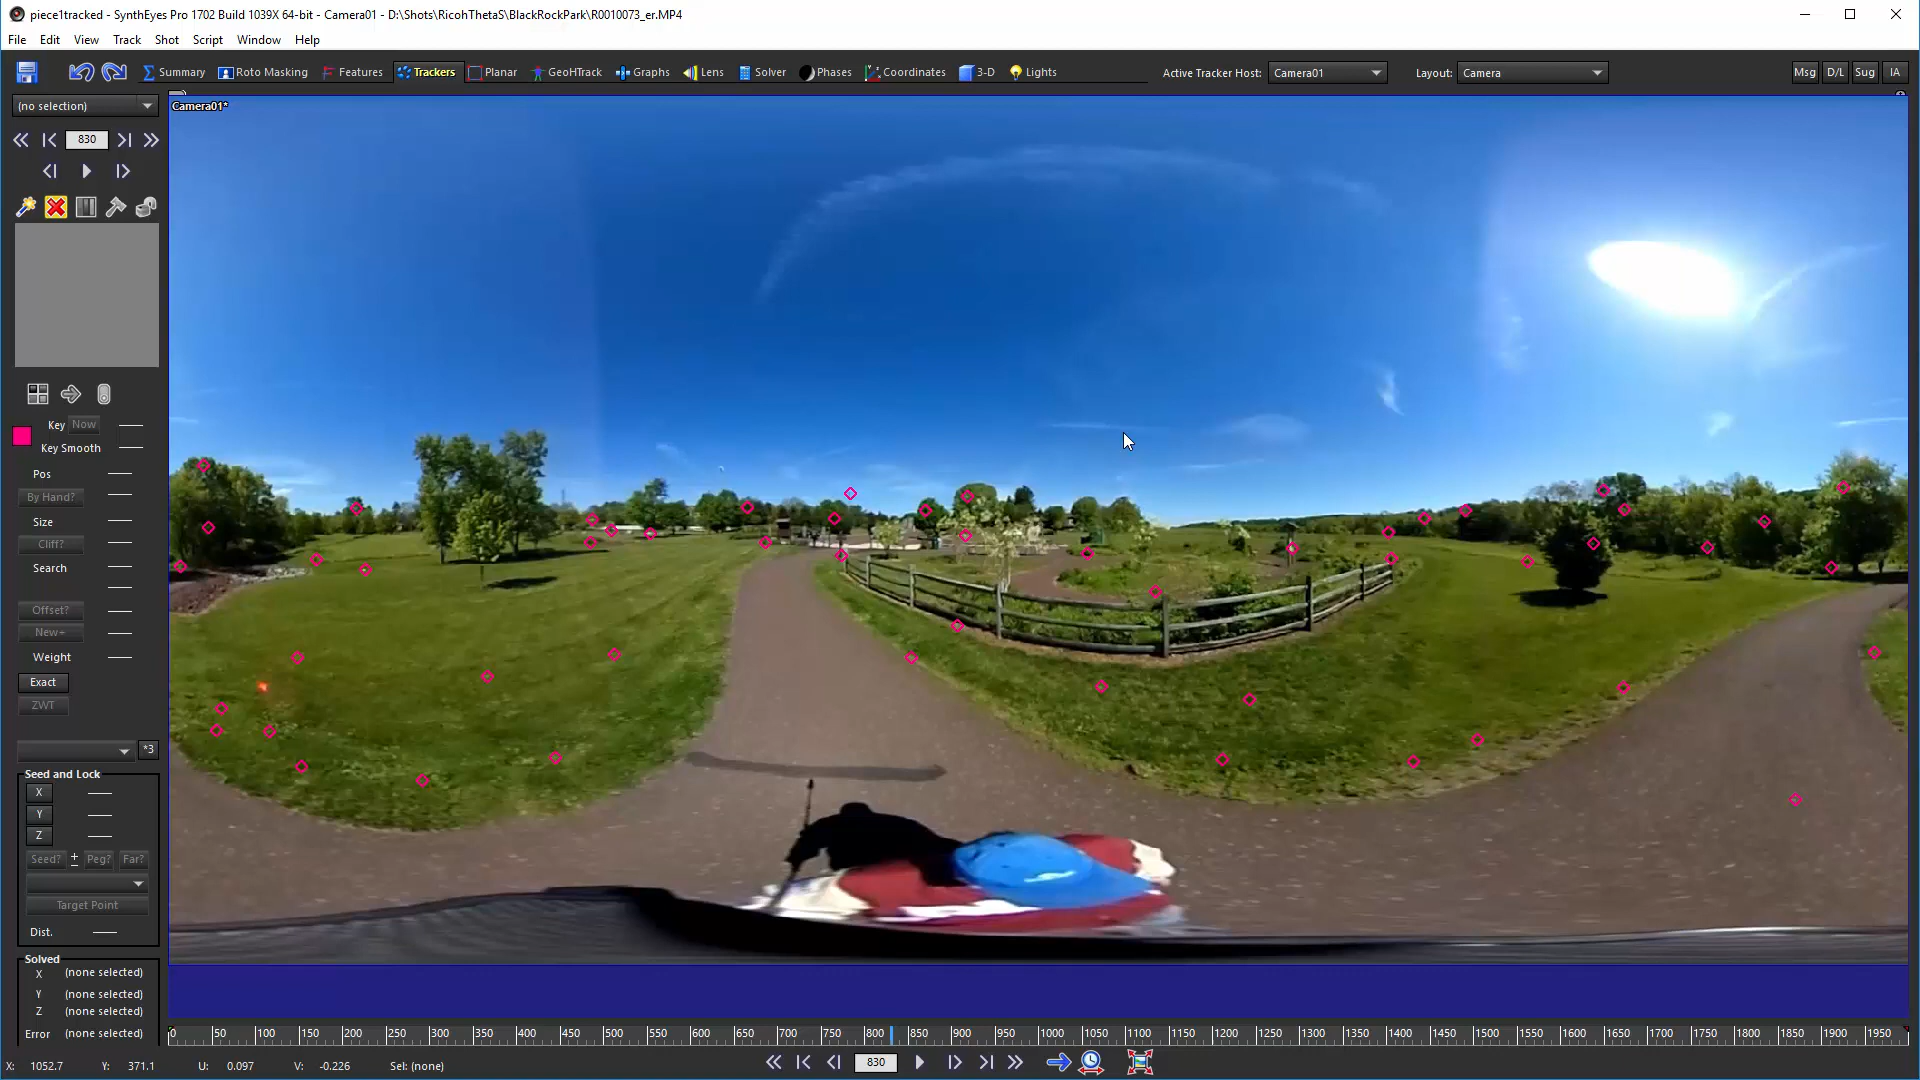 piece1tracked - SynthEyes Pro 1702 Build 1039X 64-bit - Camera01 - D:\Shots\RicohThetaS\BlackRockPark\R0010073_er.MP4
File Edit View Track Shot Script Window Help
Summary Roto Masking Features Trackers Planar GeoHTrack Graphs Lens Solver Phases Coordinates 3-D Lights Active Tracker Host: Camera01 Layout: Camera Msg D/L Sug IA
(no selection)
Camera01*
830
Key Now
Key Smooth
Pos
By Hand?
Size
Cliff?
Search
Offset?
New+
Weight
Exact
ZWT
*3
Seed and Lock
X
Y
Z
Seed? ± Peg? Far?
Target Point
Dist.
Solved
X (none selected)
Y (none selected)
Z (none selected)
Error (none selected)
0 50 100 150 200 250 300 350 400 450 500 550 600 650 700 750 800 850 900 950 1000 1050 1100 1150 1200 1250 1300 1350 1400 1450 1500 1550 1600 1650 1700 1750 1800 1850 1900 1950
X: 1052.7 Y: 371.1 U: 0.097 V: -0.226 Sel: (none)
830